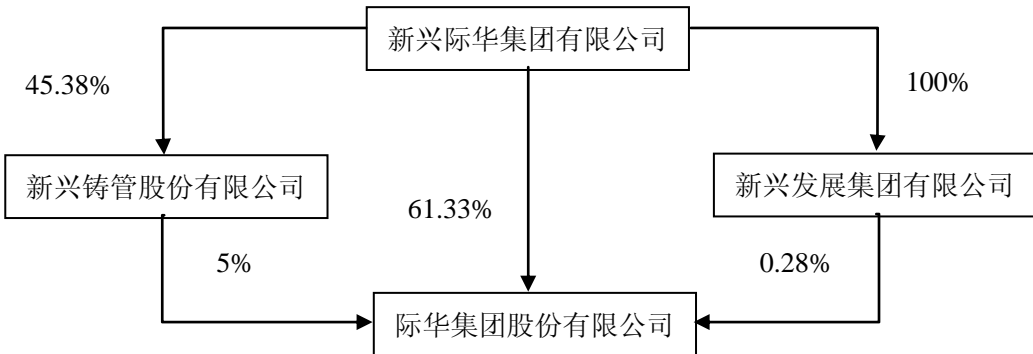 新兴际华集团有限公司
45.38%
100%
新兴铸管股份有限公司
新兴发展集团有限公司
61.33%
5%
0.28%
际华集团股份有限公司